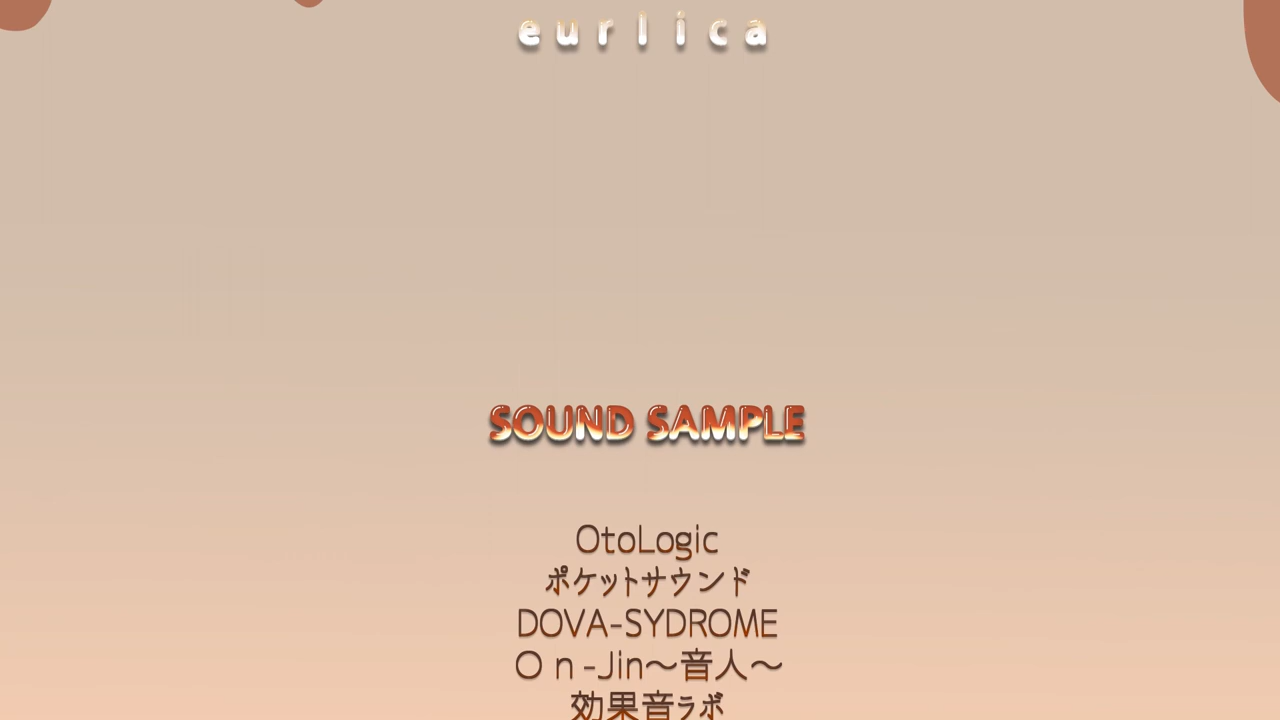 eurlica
SOUND SAMPLE
OtoLogic
ポケットサウンド
DOVA-SYDROME
Ｏｎ-Jin～音人～
効果音ラボ